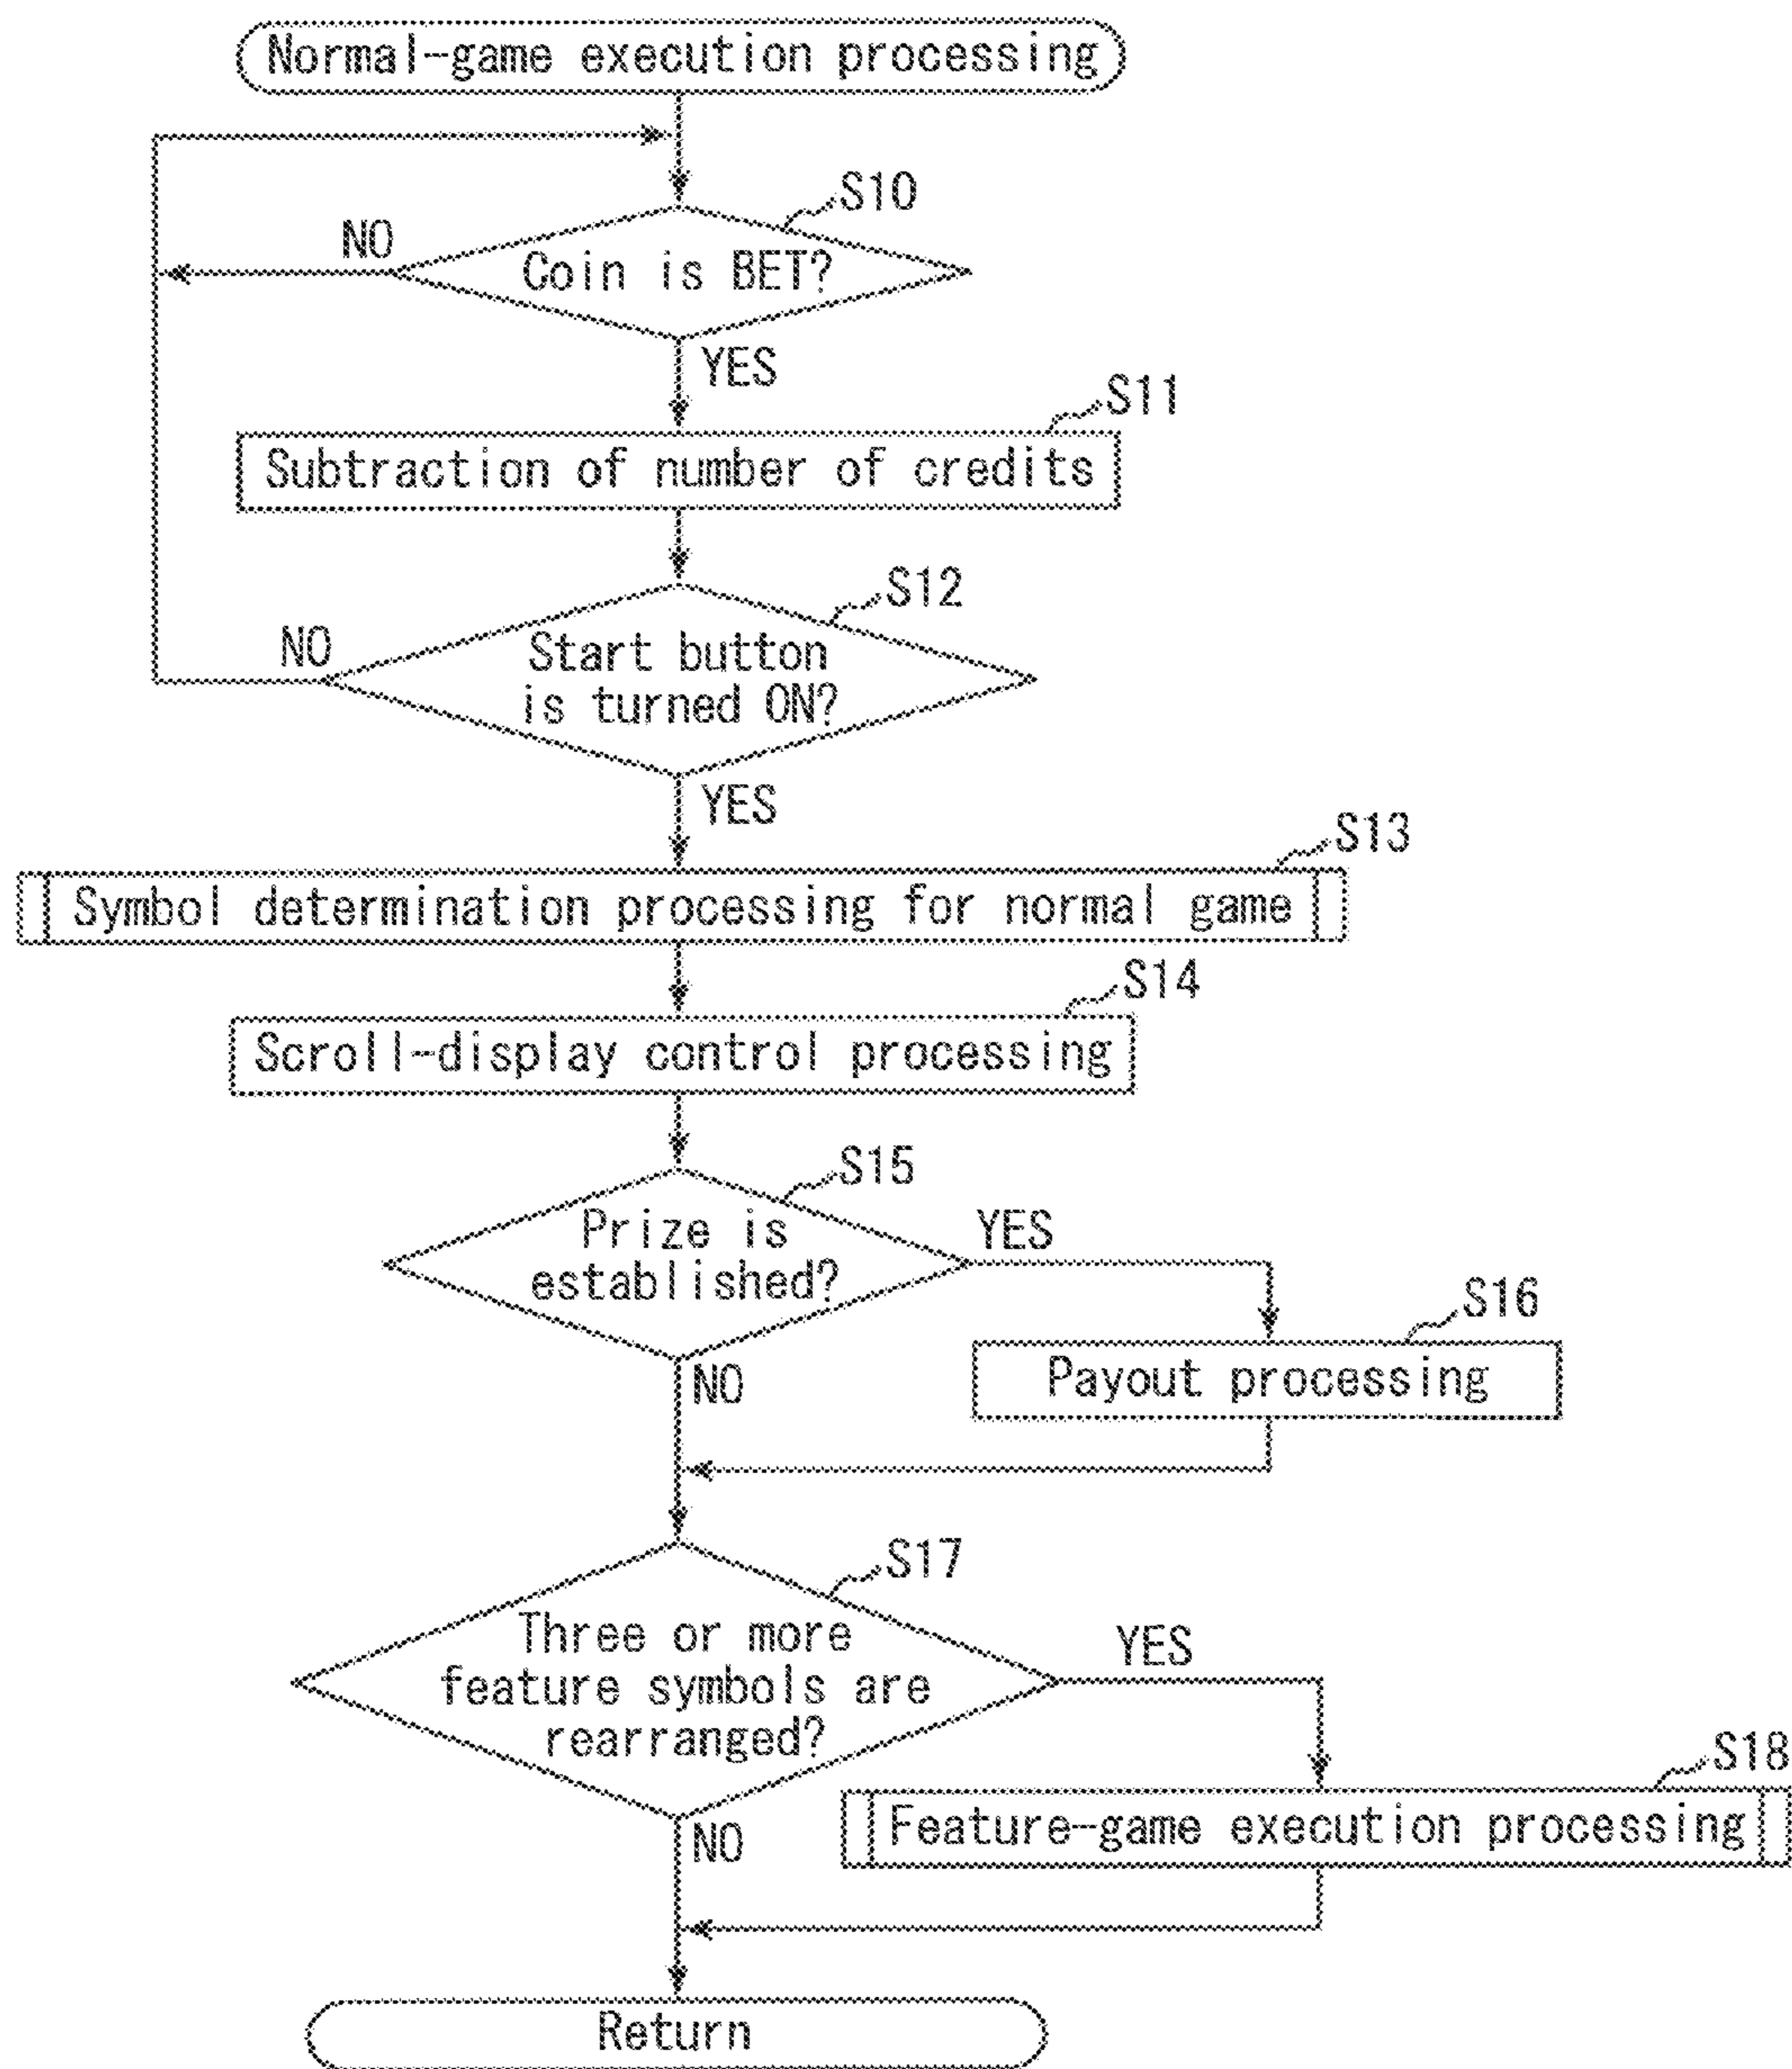 Normal-game execution processing
S10
NO
Coin is BET?
YES
S11
Subtraction of number of credits
S12
NO
Start button
is turned ON?
YES
S13
Symbol determination processing for normal game
S14
Scroll-display control processing
S15
Prize is
established?
YES
S16
Payout processing
NO
S17
Three or more
feature symbols are
rearranged?
YES
S18
Feature-game execution processing
NO
Return